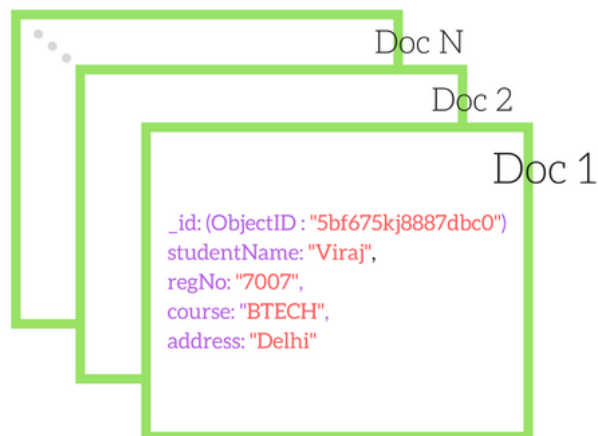 Doc N
Doc 2
Doc 1
_id: (ObjectID : "5bf675kj8887dbc0")
studentName: "Viraj",
regNo: "7007",
course: "BTECH",
address: "Delhi"